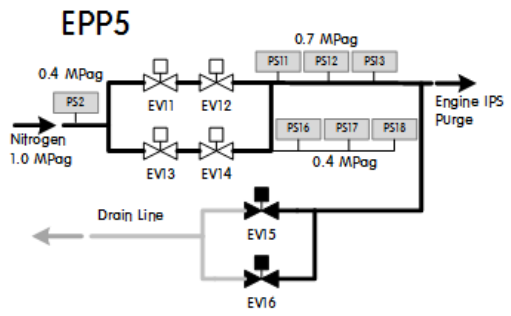 EPP5
0.7 MPag
0.4 MPag
PS11 PS12 PS13
PS2
EV11 EV12
Engine IPS
Purge
Nitrogen
1.0 MPag
PS16 PS17 PS18
EV13 EV14
0.4 MPag
Drain Line
EV15
EV16